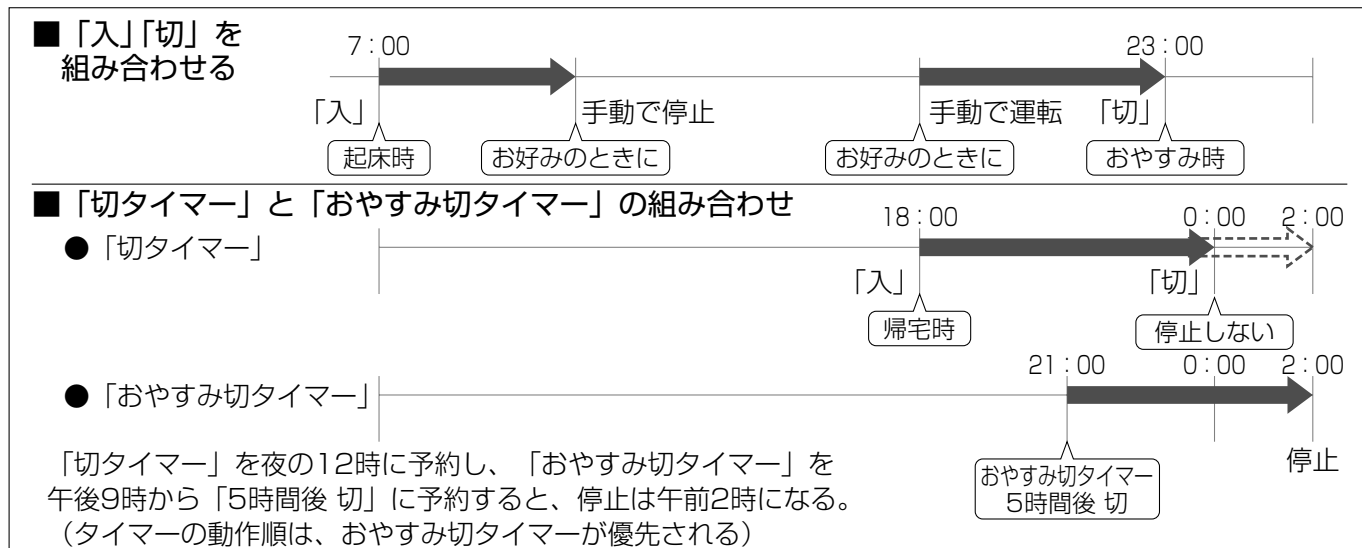 ■「入」「切」を
組み合わせる
7:00
23:00
「入」
手動で停止
手動で運転
「切」
起床時
お好みのときに
お好みのときに
おやすみ時
■「切タイマー」と「おやすみ切タイマー」の組み合わせ
18:00
0:00
2:00
●「切タイマー」
「入」
「切」
帰宅時
停止しない
21:00
0:00
2:00
●「おやすみ切タイマー」
停止
おやすみ切タイマー
5時間後 切
「切タイマー」を夜の12時に予約し、「おやすみ切タイマー」を
午後9時から「5時間後 切」に予約すると、停止は午前2時になる。
（タイマーの動作順は、おやすみ切タイマーが優先される）